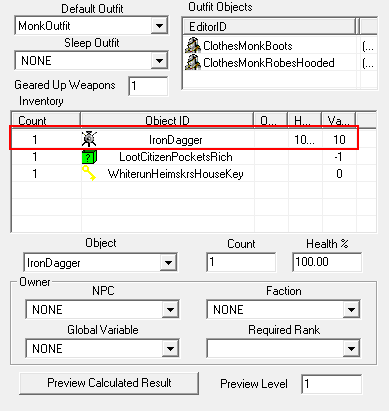 Default Outfit
MonkOutfit
Sleep Outfit
NONE
Geared Up Weapons 1
Outfit Objects
EditorID
ClothesMonkBoots (...
ClothesMonkRobesHooded (...
Inventory
Count Object ID O... H... Va...
1 IronDagger 10... 10
1 LootCitizenPocketsRich -1
1 WhiterunHeimskrsHouseKey 0
Object Count Health %
IronDagger 1 100.00
Owner
NPC Faction
NONE NONE
Global Variable Required Rank
NONE
Preview Calculated Result Preview Level 1